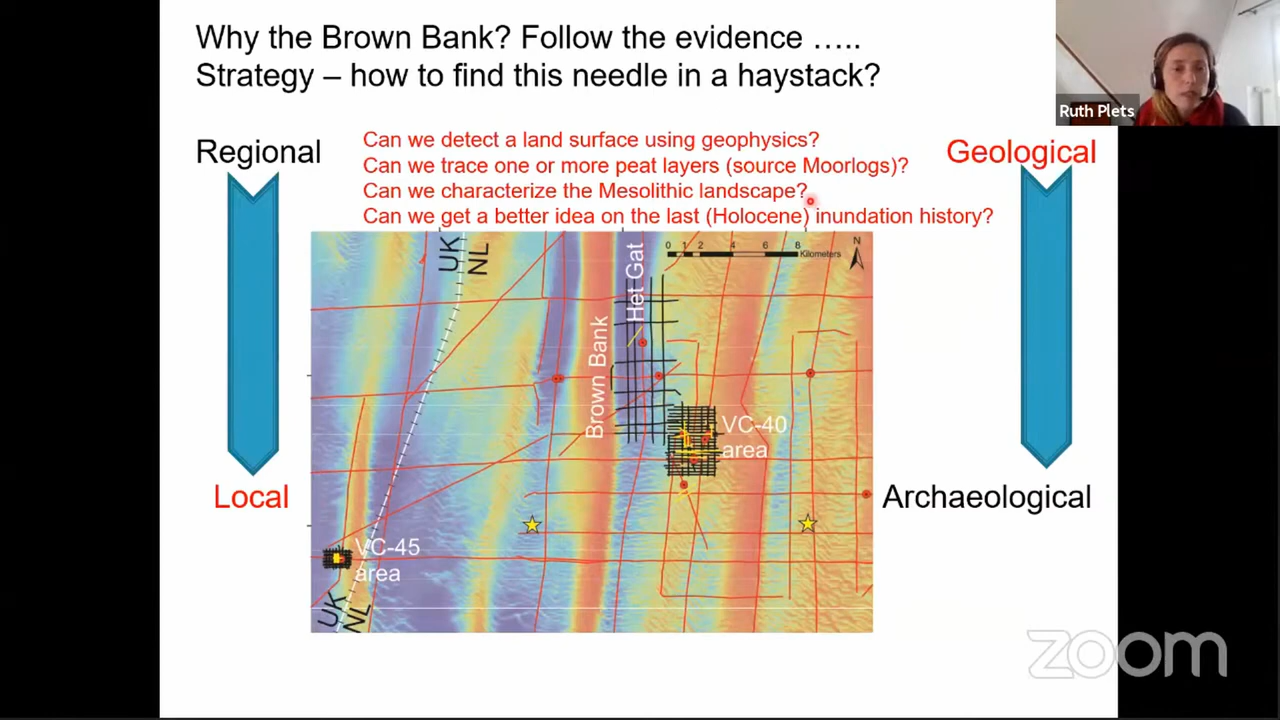 Why the Brown Bank? Follow the evidence …..
Strategy – how to find this needle in a haystack?
Ruth Plets
Regional
Can we detect a land surface using geophysics?
Can we trace one or more peat layers (source Moorlogs)?
Can we characterize the Mesolithic landscape?
Can we get a better idea on the last (Holocene) inundation history?
Geological
UK
NL
Het Gat
0 1 2 4 6 8
Kilometers
N
Brown Bank
VC-40
area
Local
Archaeological
VC-45
area
UK
NL
zoom